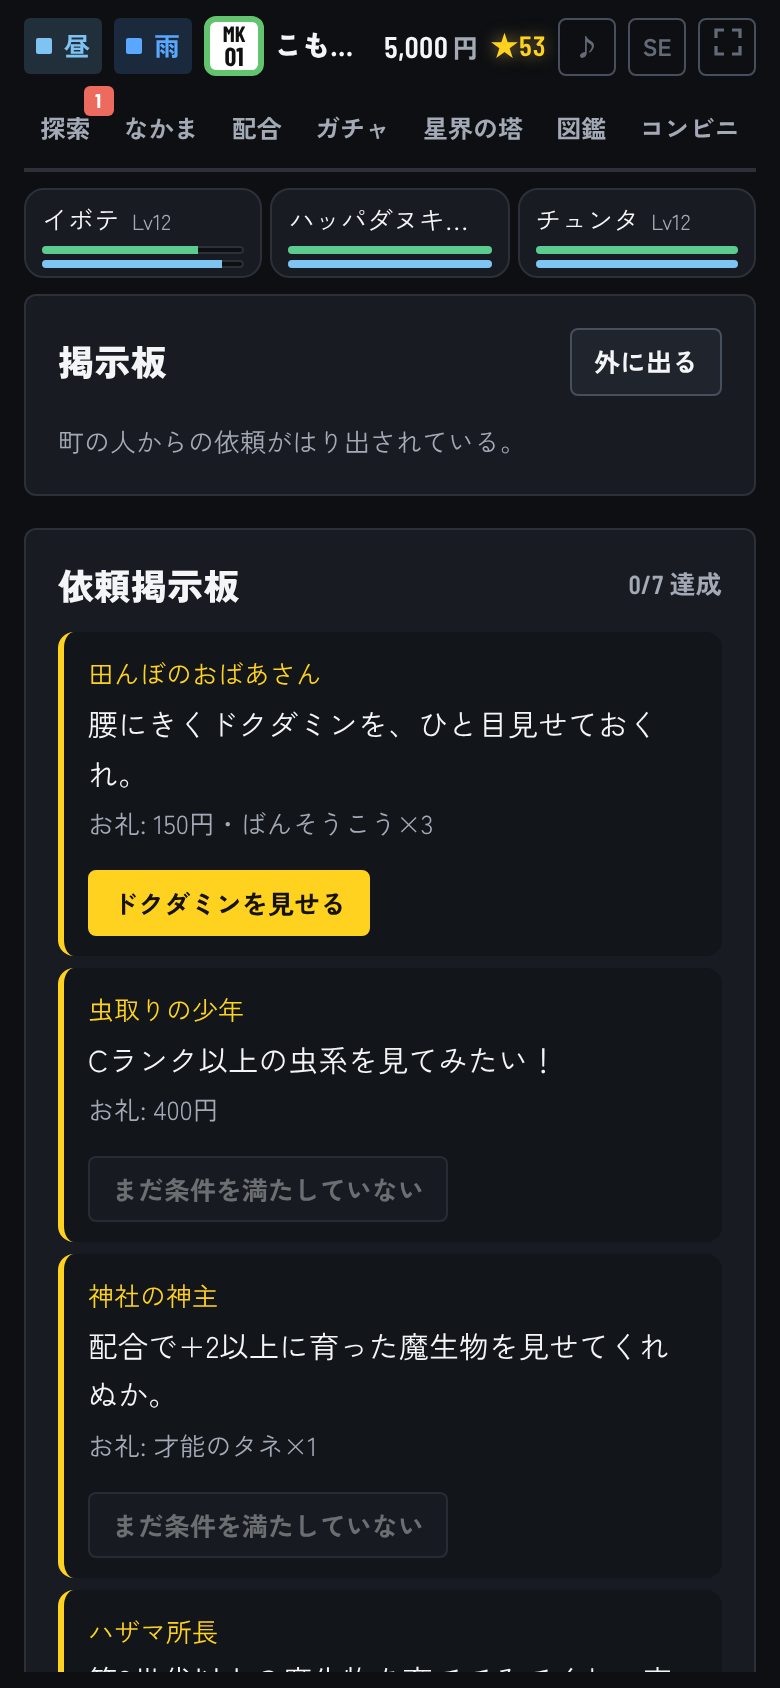 昼 雨 MK 01 こも… 5,000 円 ★53 ♪ SE
1
探索 なかま 配合 ガチャ 星界の塔 図鑑 コンビニ
イボテ Lv12 ハッパダヌキ… チュンタ Lv12
掲示板 外に出る
町の人からの依頼がはり出されている。
依頼掲示板 0/7 達成
田んぼのおばあさん
腰にきくドクダミンを、ひと目見せておく
れ。
お礼: 150円・ばんそうこう×3
ドクダミンを見せる
虫取りの少年
Cランク以上の虫系を見てみたい！
お礼: 400円
まだ条件を満たしていない
神社の神主
配合で＋2以上に育った魔生物を見せてくれ
ぬか。
お礼: 才能のタネ×1
まだ条件を満たしていない
ハザマ所長